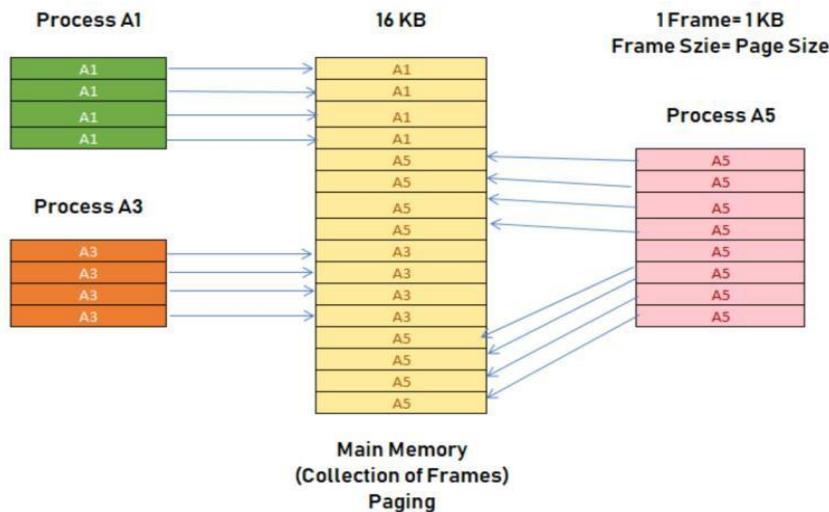 Process A1
A1
A1
A1
A1
Process A3
A3
A3
A3
A3
16 KB
A1
A1
A1
A1
A5
A5
A5
A5
A3
A3
A3
A3
A5
A5
A5
A5
Main Memory
(Collection of Frames)
Paging
1 Frame= 1 KB
Frame Szie= Page Size
Process A5
A5
A5
A5
A5
A5
A5
A5
A5